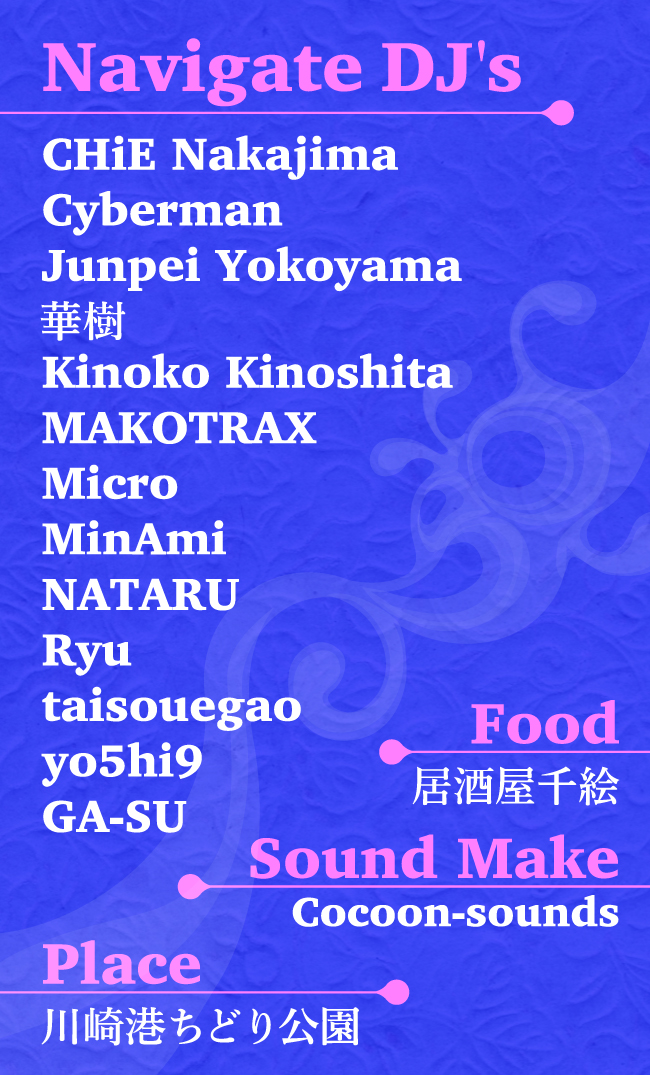 Navigate DJ's
CHiE Nakajima
Cyberman
Junpei Yokoyama
華樹
Kinoko Kinoshita
MAKOTRAX
Micro
MinAmi
NATARU
Ryu
taisouegao
yo5hi9
GA-SU
Food
居酒屋千絵
Sound Make
Cocoon-sounds
Place
川崎港ちどり公園